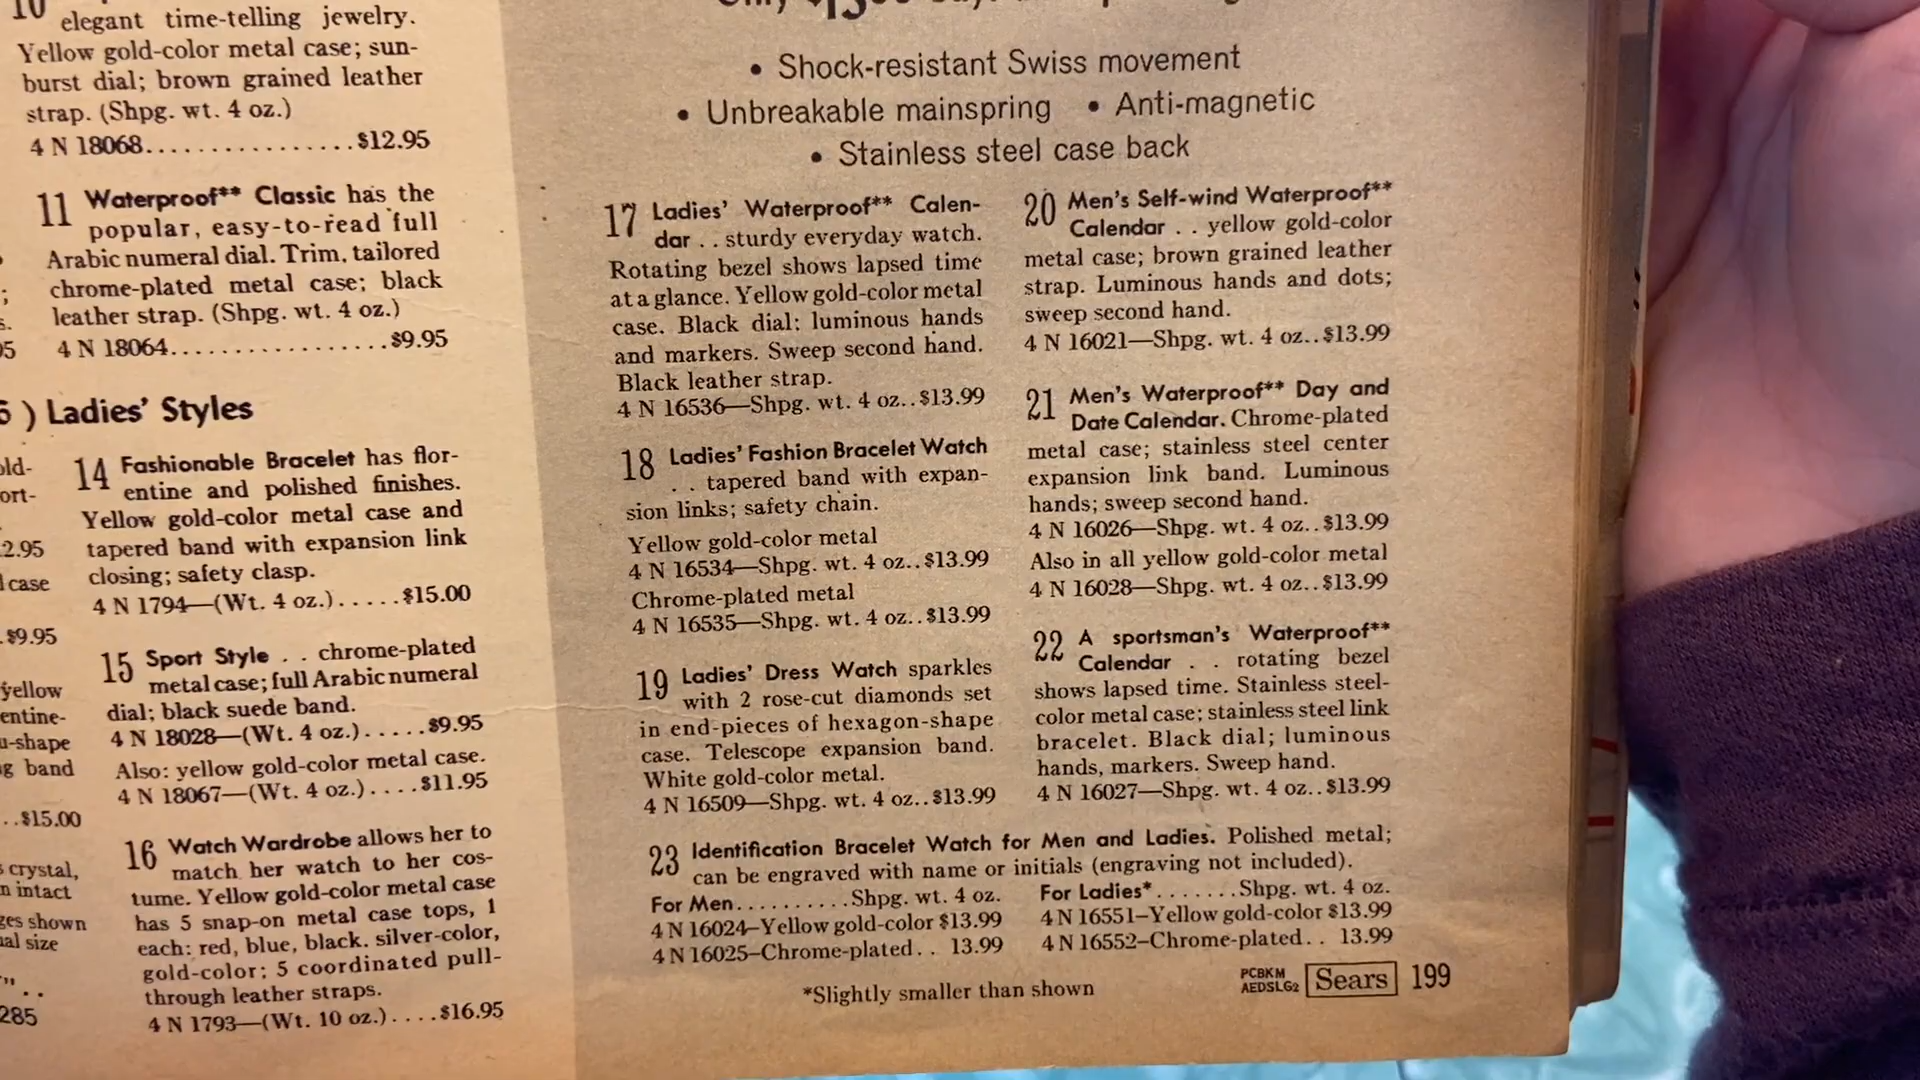 10
elegant time-telling jewelry.
Yellow gold-color metal case; sun-
burst dial; brown grained leather
strap. (Shpg. wt. 4 oz.)
4 N 18068................$12.95
11 Waterproof** Classic has the
popular, easy-to-read full
Arabic numeral dial. Trim, tailored
chrome-plated metal case; black
leather strap. (Shpg. wt. 4 oz.)
4 N 18064................$9.95
) Ladies' Styles
14 Fashionable Bracelet has flor-
entine and polished finishes.
Yellow gold-color metal case and
tapered band with expansion link
closing; safety clasp.
4 N 1794—(Wt. 4 oz.).....$15.00
15 Sport Style . . chrome-plated
metal case; full Arabic numeral
dial; black suede band.
4 N 18028—(Wt. 4 oz.).....$9.95
Also: yellow gold-color metal case.
4 N 18067—(Wt. 4 oz.)....$11.95
16 Watch Wardrobe allows her to
match her watch to her cos-
tume. Yellow gold-color metal case
has 5 snap-on metal case tops, 1
each: red, blue, black, silver-color,
gold-color; 5 coordinated pull-
through leather straps.
4 N 1793—(Wt. 10 oz.)....$16.95
2.95
case
$9.95
yellow
band
..$15.00
crystal,
intact
shown
size
285
• Shock-resistant Swiss movement
• Unbreakable mainspring • Anti-magnetic
• Stainless steel case back
17 Ladies' Waterproof** Calen-
dar . . sturdy everyday watch.
Rotating bezel shows lapsed time
at a glance. Yellow gold-color metal
case. Black dial; luminous hands
and markers. Sweep second hand.
Black leather strap.
4 N 16536—Shpg. wt. 4 oz..$13.99
18 Ladies' Fashion Bracelet Watch
. . tapered band with expan-
sion links; safety chain.
Yellow gold-color metal
4 N 16534—Shpg. wt. 4 oz..$13.99
Chrome-plated metal
4 N 16535—Shpg. wt. 4 oz..$13.99
19 Ladies' Dress Watch sparkles
with 2 rose-cut diamonds set
in end-pieces of hexagon-shape
case. Telescope expansion band.
White gold-color metal.
4 N 16509—Shpg. wt. 4 oz..$13.99
20 Men's Self-wind Waterproof**
Calendar . . yellow gold-color
metal case; brown grained leather
strap. Luminous hands and dots;
sweep second hand.
4 N 16021—Shpg. wt. 4 oz..$13.99
21 Men's Waterproof** Day and
Date Calendar. Chrome-plated
metal case; stainless steel center
expansion link band. Luminous
hands; sweep second hand.
4 N 16026—Shpg. wt. 4 oz..$13.99
Also in all yellow gold-color metal
4 N 16028—Shpg. wt. 4 oz..$13.99
22 A sportsman's Waterproof**
Calendar . . rotating bezel
shows lapsed time. Stainless steel-
color metal case; stainless steel link
bracelet. Black dial; luminous
hands, markers. Sweep hand.
4 N 16027—Shpg. wt. 4 oz..$13.99
23 Identification Bracelet Watch for Men and Ladies. Polished metal;
can be engraved with name or initials (engraving not included).
For Men..........Shpg. wt. 4 oz.
4 N 16024–Yellow gold-color $13.99
4 N 16025–Chrome-plated.. 13.99
For Ladies*.......Shpg. wt. 4 oz.
4 N 16551–Yellow gold-color $13.99
4 N 16552–Chrome-plated.. 13.99
*Slightly smaller than shown
PCBKM
AEDSLG2 Sears 199